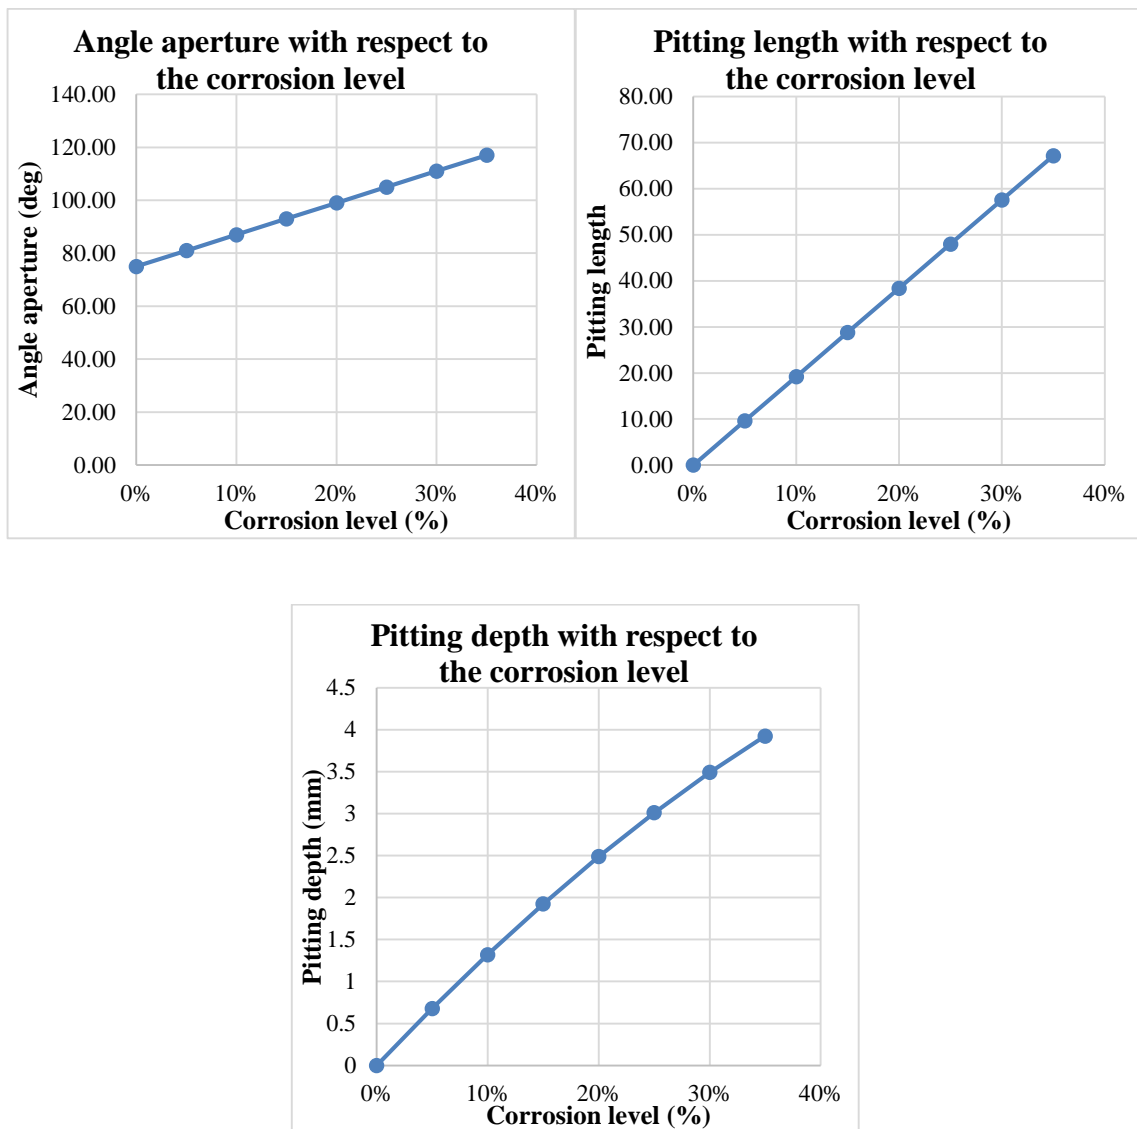 Angle aperture with respect to
the corrosion level
140.00
120.00
100.00
80.00
60.00
40.00
20.00
0.00
Angle aperture (deg)
0% 10% 20% 30% 40%
Corrosion level (%)
Pitting length with respect to
the corrosion level
80.00
70.00
60.00
50.00
40.00
30.00
20.00
10.00
0.00
Pitting length
0% 10% 20% 30% 40%
Corrosion level (%)
Pitting depth with respect to
the corrosion level
4.5
4
3.5
3
2.5
2
1.5
1
0.5
0
Pitting depth (mm)
0% 10% 20% 30% 40%
Corrosion level (%)